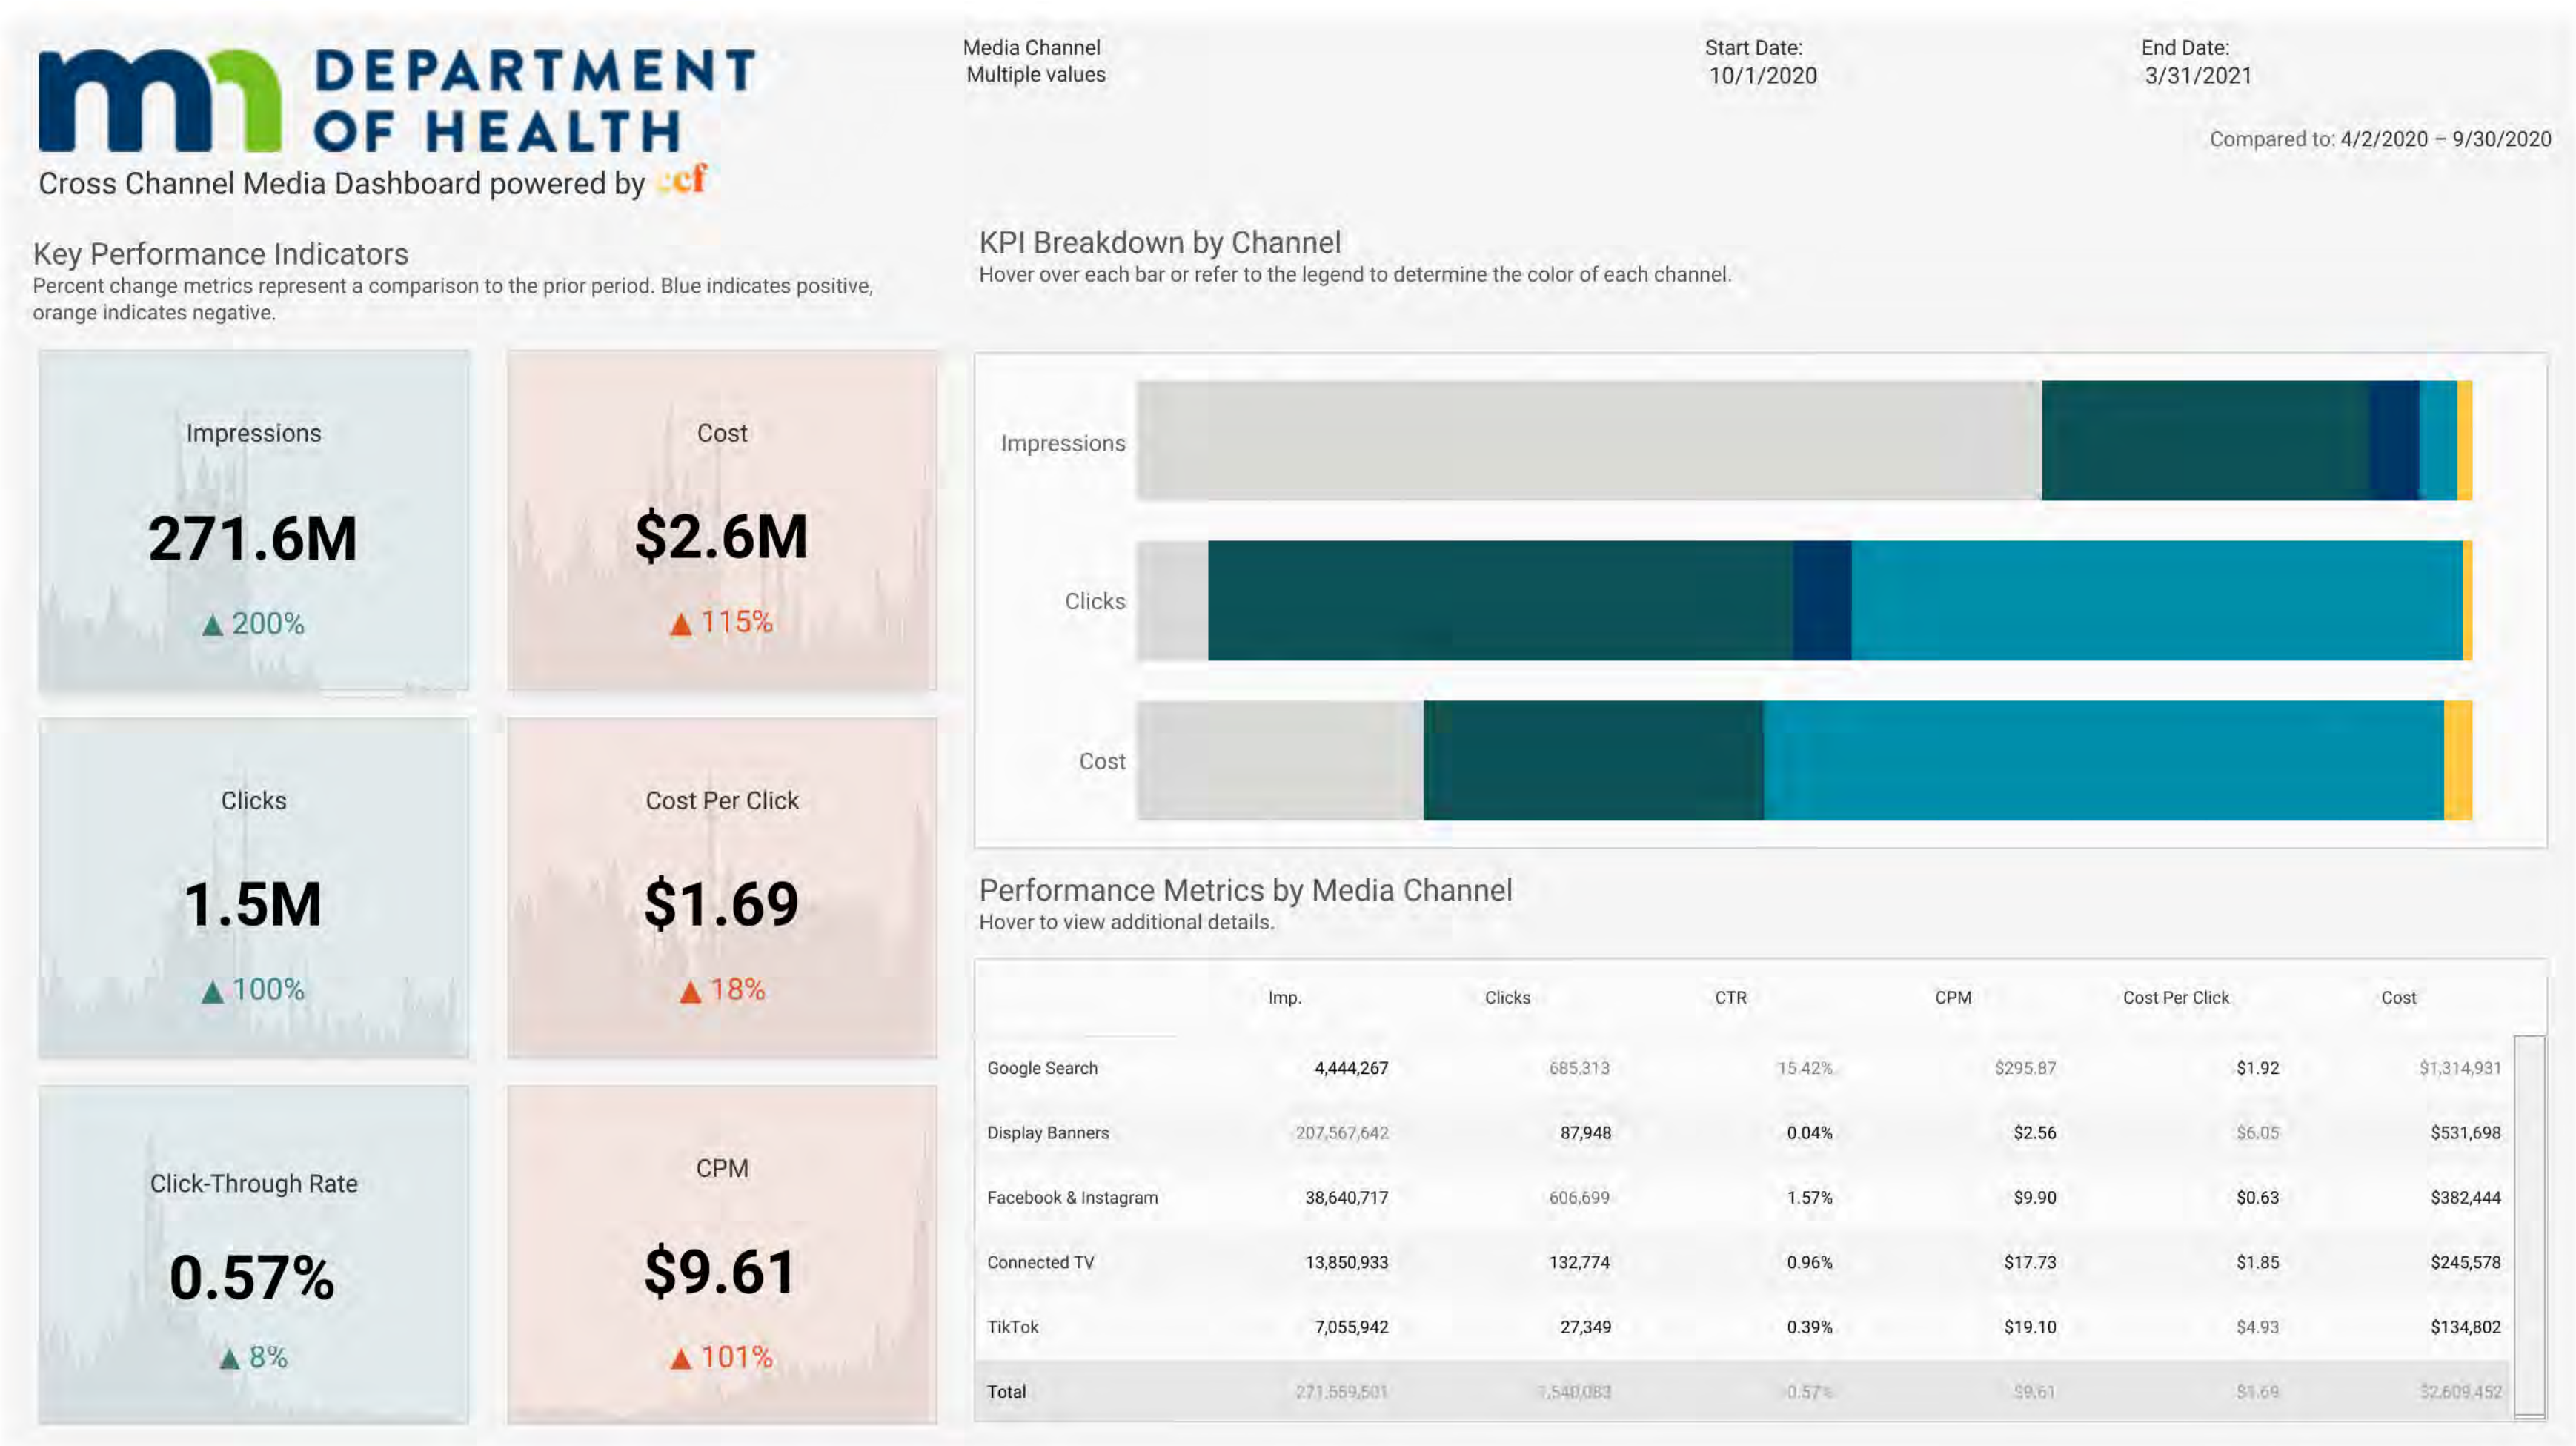 mn DEPARTMENT
OF HEALTH
Cross Channel Media Dashboard powered by ccf
Media Channel
Multiple values
Start Date:
10/1/2020
End Date:
3/31/2021
Compared to: 4/2/2020 – 9/30/2020
Key Performance Indicators
Percent change metrics represent a comparison to the prior period. Blue indicates positive,
orange indicates negative.
Impressions
271.6M
▲ 200%
Cost
$2.6M
▲ 115%
Clicks
1.5M
▲ 100%
Cost Per Click
$1.69
▲ 18%
Click-Through Rate
0.57%
▲ 8%
CPM
$9.61
▲ 101%
KPI Breakdown by Channel
Hover over each bar or refer to the legend to determine the color of each channel.
Impressions
Clicks
Cost
Performance Metrics by Media Channel
Hover to view additional details.
Imp. Clicks CTR CPM Cost Per Click Cost
Google Search 4,444,267 685,313 15.42% $295.87 $1.92 $1,314,931
Display Banners 207,567,642 87,948 0.04% $2.56 $6.05 $531,698
Facebook & Instagram 38,640,717 606,699 1.57% $9.90 $0.63 $382,444
Connected TV 13,850,933 132,774 0.96% $17.73 $1.85 $245,578
TikTok 7,055,942 27,349 0.39% $19.10 $4.93 $134,802
Total 271,559,501 1,540,083 0.57% $9.61 $1.69 $2,609,452